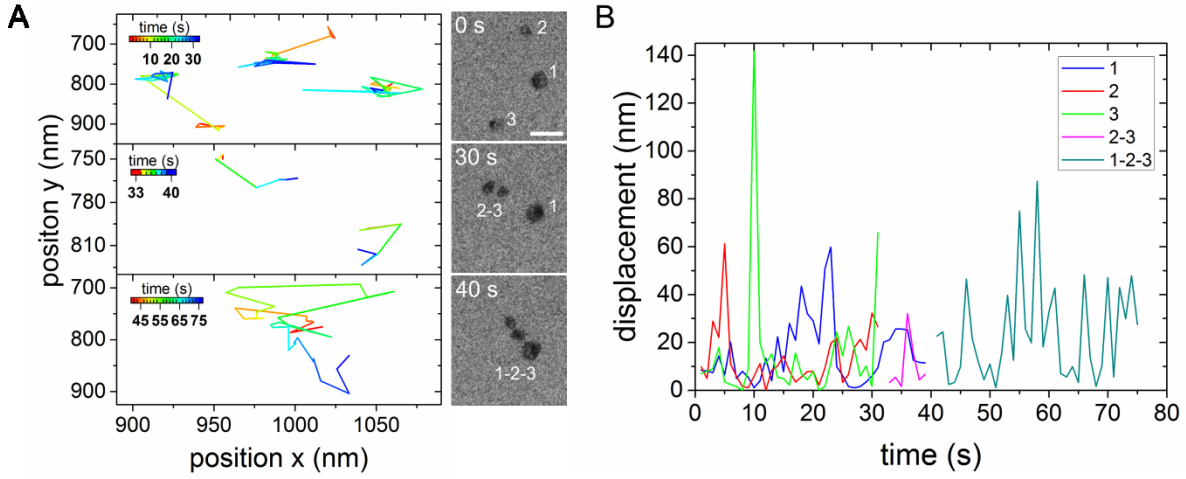 A
time (s)
10 20 30
700
800
900
time (s)
33 40
750
780
810
time (s)
45 55 65 75
700
800
900
positon y (nm)
900 950 1000 1050
position x (nm)
0 s
2
1
3
30 s
2-3
1
40 s
1-2-3
B
140
120
100
80
60
40
20
0
displacement (nm)
1
2
3
2-3
1-2-3
0 10 20 30 40 50 60 70 80
time (s)